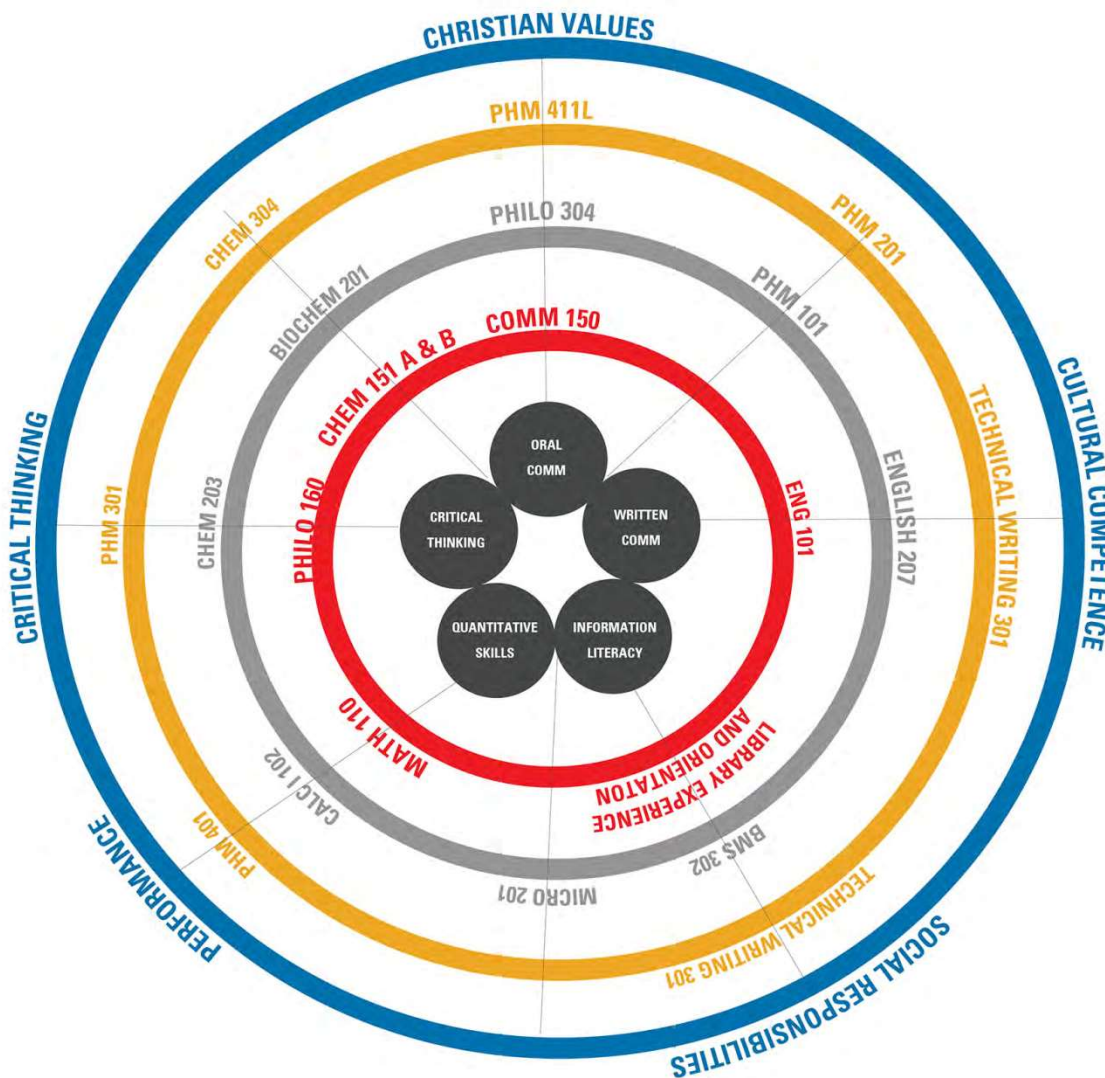 CHRISTIAN VALUES
PHM 411L
CHEM 304
PHM 201
PHILO 304
BIOCHEM 201
PHM 101
COMM 150
CHEM 151 A & B
CULTURAL COMPETENCE
CRITICAL THINKING
TECHNICAL WRITING 301
ENGLISH 207
ORAL
COMM
PHM 301
CHEM 203
PHILO 160
CRITICAL
THINKING
WRITTEN
COMM
ENG 101
QUANTITATIVE
SKILLS
INFORMATION
LITERACY
MATH 110
LIBRARY EXPERIENCE
AND ORIENTATON
CALC I 102
PHM 401
BMS 302
MICRO 201
PERFORMANCE
TECHNICAL WRITING 301
SOCIAL RESPONSIBILITIES